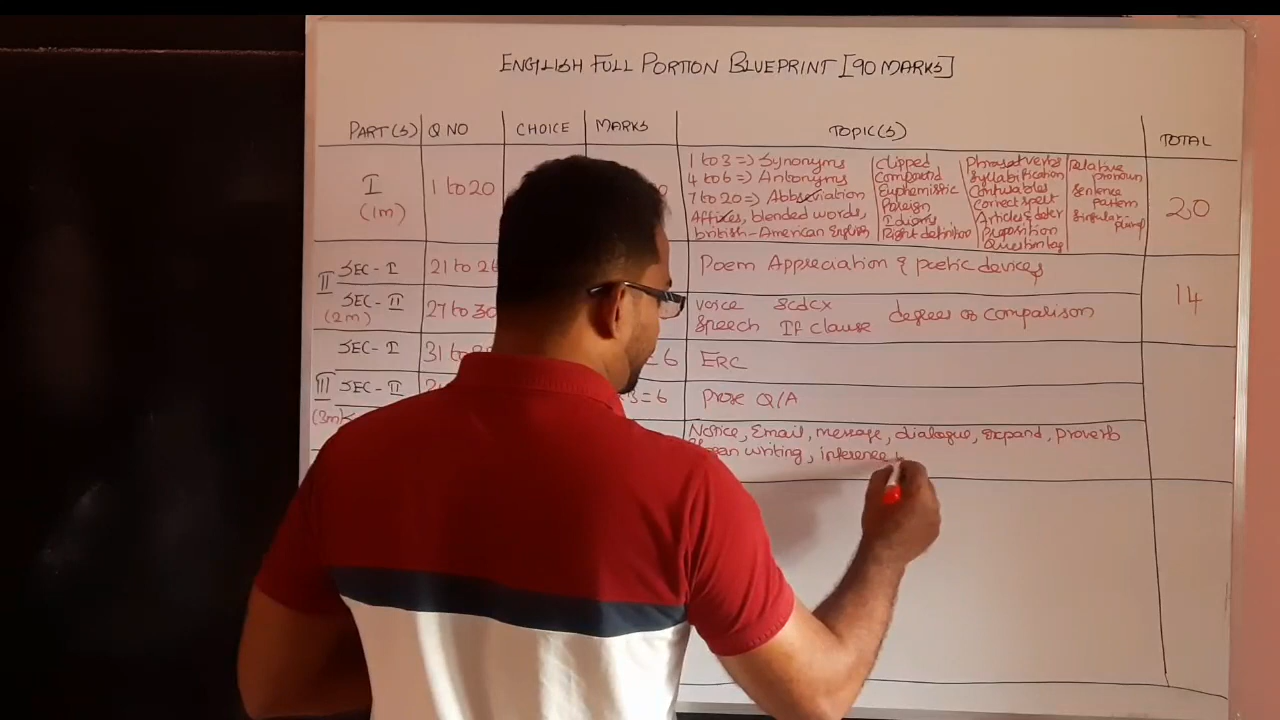 ENGLISH FULL PORTION BLUEPRINT [90 MARKS]
PART(S) Q NO CHOICE MARKS TOPIC(S) TOTAL
I
(1m)
1 to 20
1 to 3 => Synonyms
4 to 6 => Antonyms
7 to 20 => Abbreviation
Affixes, blended words,
british-American English
Clipped,
Compound
Euphemistic
Foreign
Idioms
Right definition
Phrasal verbs
Syllabification
Confusables
Correct spelt
Articles & deter
Preposition
Question tag
Relative
pronoun
Sentence
pattern
Singular
plural
20
II SEC-I 21 to 26
Poem Appreciation & poetic devices
SEC-II
(2m)
27 to 30
Voice SCDCX
Speech If clause degrees of comparison
14
SEC-I 31 to
= 6 ERC
III SEC-II
3 = 6 Prose Q/A
(3m)
Notice, Email, message, dialogue, expand, proverb
writing, inference